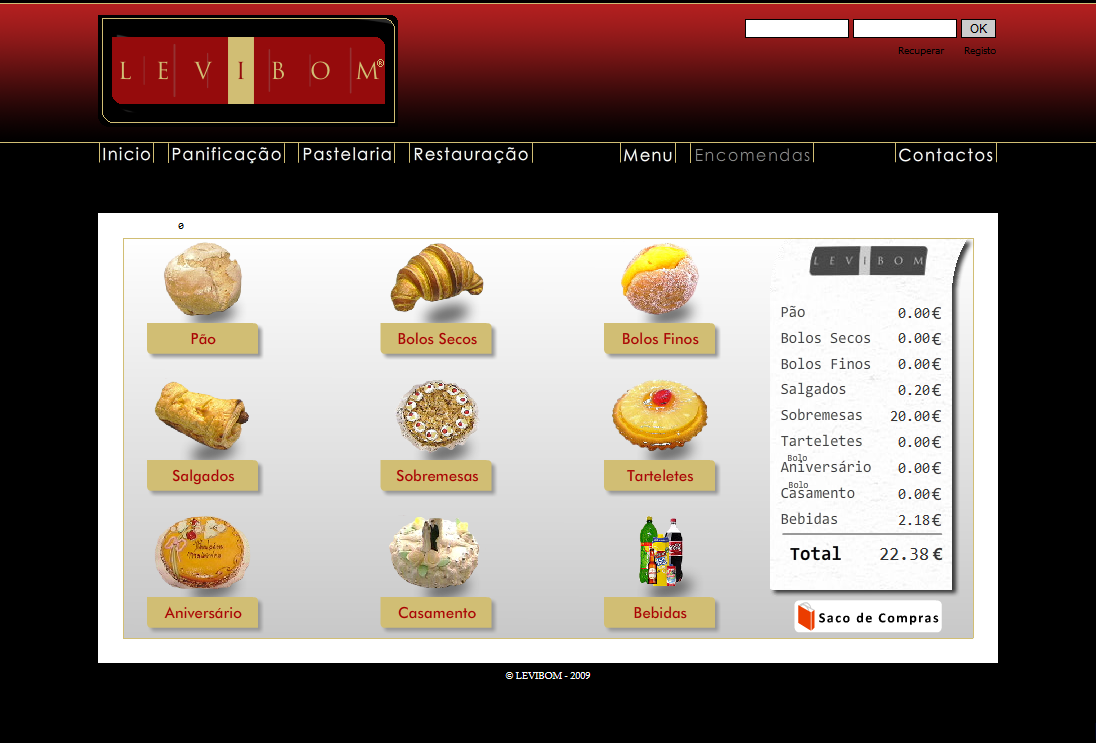 OK
LEVIBOM®
Recuperar Registo
Inicio Panificação Pastelaria Restauração Menu Encomendas Contactos
0
LEVIBOM
Pão Bolos Secos Bolos Finos
Salgados Sobremesas Tarteletes
Aniversário Casamento Bebidas
Pão 0.00€
Bolos Secos 0.00€
Bolos Finos 0.00€
Salgados 0.20€
Sobremesas 20.00€
Tarteletes 0.00€
Bolo
Aniversário 0.00€
Bolo
Casamento 0.00€
Bebidas 2.18€
Total 22.38€
Saco de Compras
© LEVIBOM - 2009